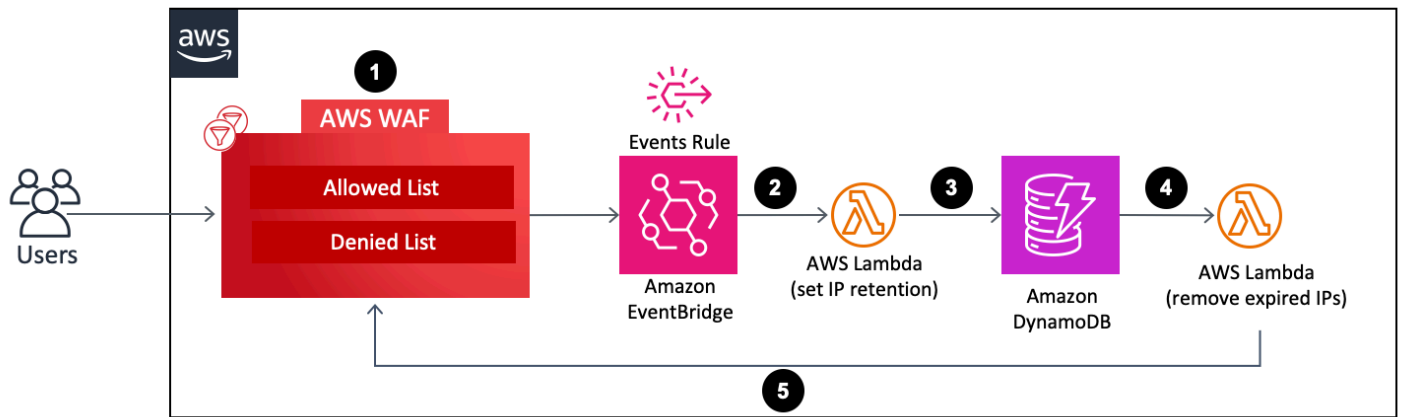 aws
1
AWS WAF
Allowed List
Denied List
Users
Events Rule
Amazon
EventBridge
2
AWS Lambda
(set IP retention)
3
Amazon
DynamoDB
4
AWS Lambda
(remove expired IPs)
5